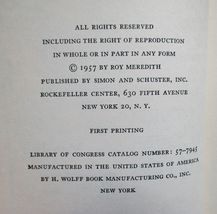 ALL RIGHTS RESERVED
INCLUDING THE RIGHT OF REPRODUCTION
IN WHOLE OR IN PART IN ANY FORM
© 1957 BY ROY MEREDITH
PUBLISHED BY SIMON AND SCHUSTER, INC.
ROCKEFELLER CENTER, 630 FIFTH AVENUE
NEW YORK 20, N. Y.
FIRST PRINTING
LIBRARY OF CONGRESS CATALOG NUMBER: 57-7945
MANUFACTURED IN THE UNITED STATES OF AMERICA
BY H. WOLFF BOOK MANUFACTURING CO., INC.
NEW YORK